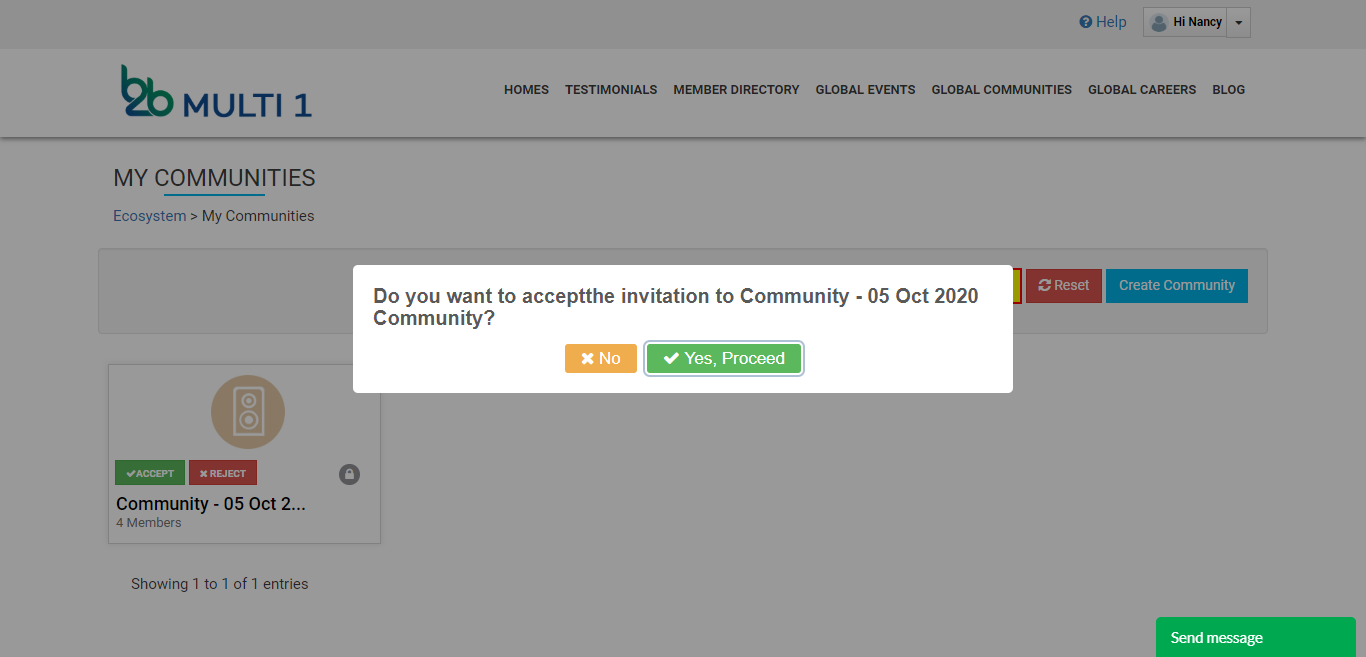 Help
Hi Nancy
b2b MULTI 1
HOMES TESTIMONIALS MEMBER DIRECTORY GLOBAL EVENTS GLOBAL COMMUNITIES GLOBAL CAREERS BLOG
MY COMMUNITIES
Ecosystem > My Communities
Reset
Create Community
Do you want to acceptthe invitation to Community - 05 Oct 2020
Community?
No
Yes, Proceed
ACCEPT
REJECT
Community - 05 Oct 2...
4 Members
Showing 1 to 1 of 1 entries
Send message